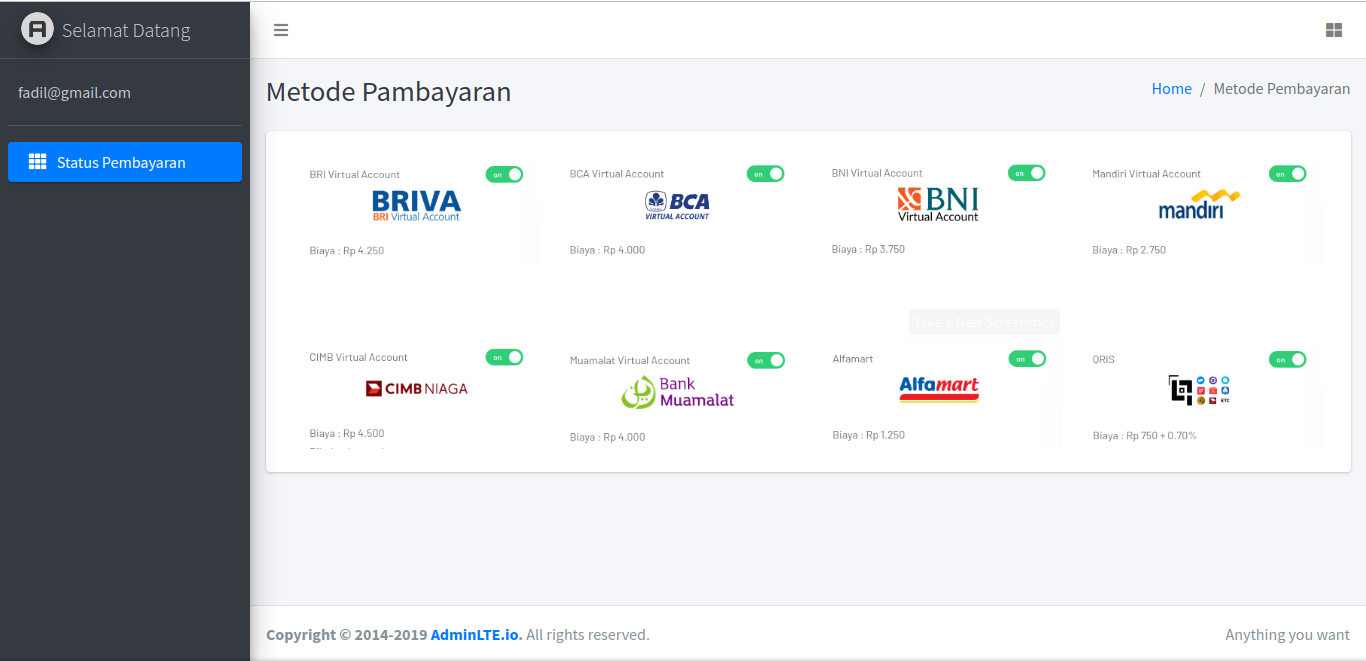 Selamat Datang
fadil@gmail.com
Status Pembayaran
Metode Pambayaran
Home / Metode Pembayaran
BRI Virtual Account
on
BRIVA
BRI Virtual Account
Biaya : Rp 4.250
BCA Virtual Account
on
BCA
VIRTUAL ACCOUNT
Biaya : Rp 4.000
BNI Virtual Account
on
BNI
Virtual Account
Biaya : Rp 3.750
Mandiri Virtual Account
on
mandiri
Biaya : Rp 2.750
Take a New Screenshot
CIMB Virtual Account
on
CIMB NIAGA
Biaya : Rp 4.500
Muamalat Virtual Account
on
Bank
Muamalat
Biaya : Rp 4.000
Alfamart
on
Alfamart
Biaya : Rp 1.250
QRIS
on
KTC
Biaya : Rp 750 + 0.70%
Copyright © 2014-2019 AdminLTE.io. All rights reserved.
Anything you want